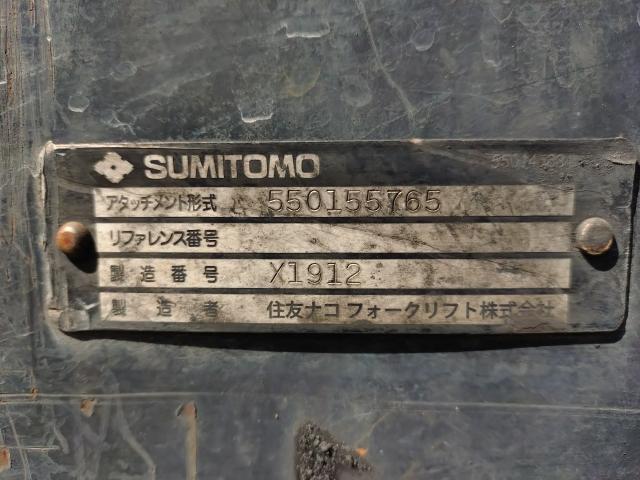 SUMITOMO
アタッチメント形式 550155765
リファレンス番号
製造番号 X1912
製造者 住友ナコ フォークリフト株式会社